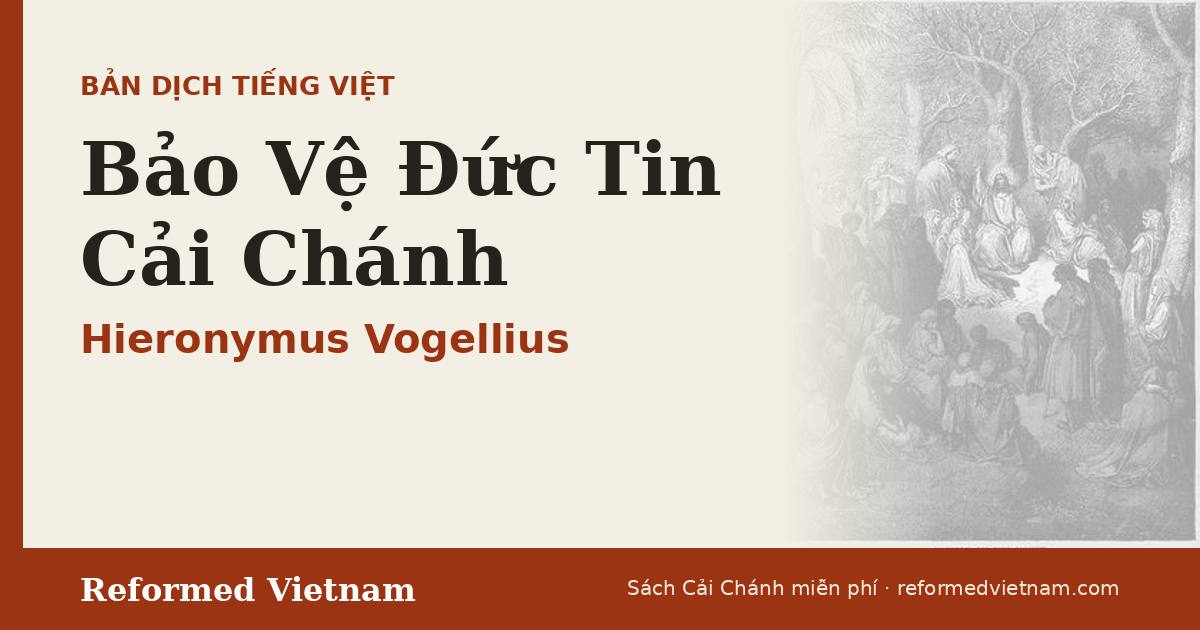 BẢN DỊCH TIẾNG VIỆT
Bảo Vệ Đức Tin
Cải Chánh
Hieronymus Vogellius
Reformed Vietnam
Sách Cải Chánh miễn phí · reformedvietnam.com